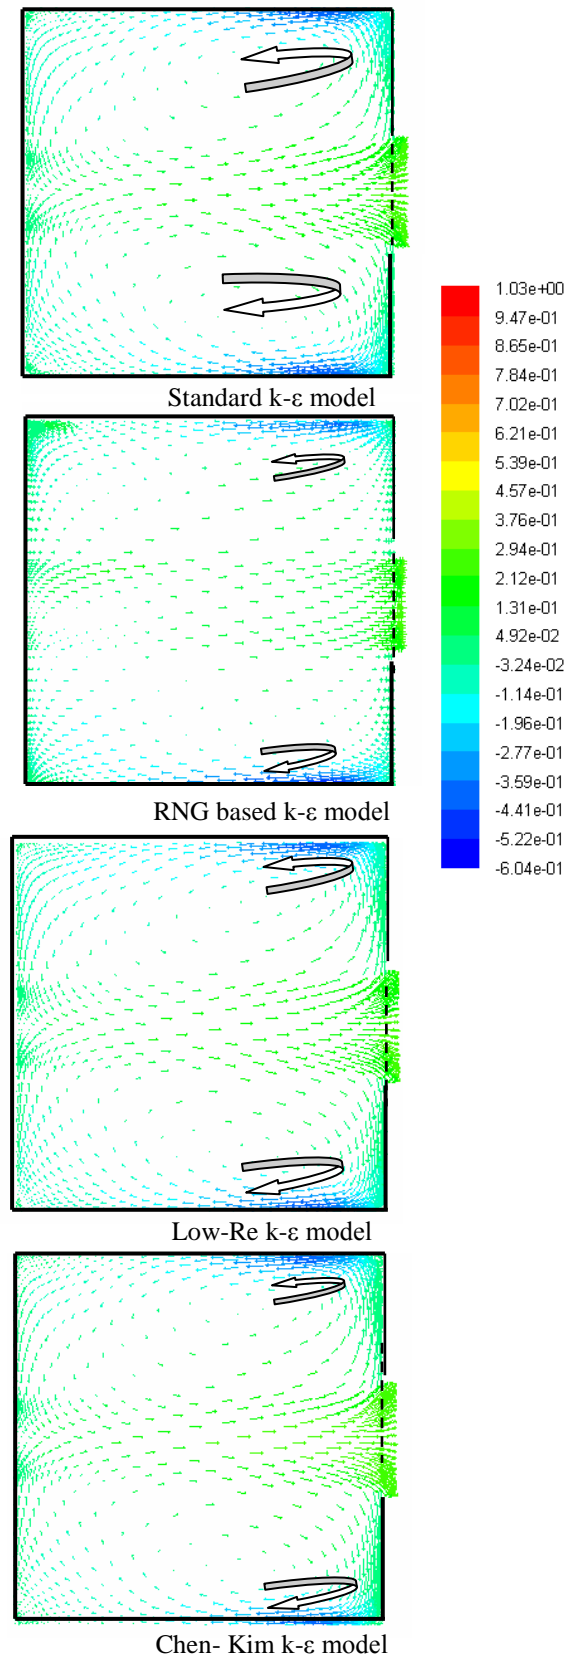 1.03e+00
9.47e-01
8.65e-01
7.84e-01
7.02e-01
6.21e-01
5.39e-01
4.57e-01
3.76e-01
2.94e-01
2.12e-01
1.31e-01
4.92e-02
-3.24e-02
-1.14e-01
-1.96e-01
-2.77e-01
-3.59e-01
-4.41e-01
-5.22e-01
-6.04e-01
Standard k-ε model
RNG based k-ε model
Low-Re k-ε model
Chen- Kim k-ε model